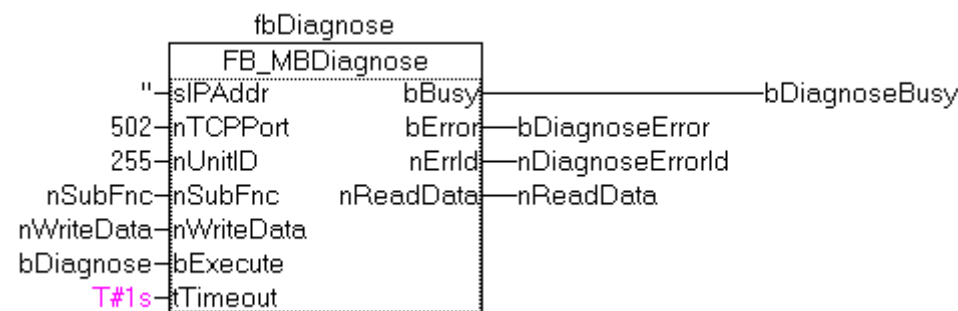 fbDiagnose
FB_MBDiagnose
'' sIPAddr bBusy bDiagnoseBusy
502 nTCPPort bError bDiagnoseError
255 nUnitID nErrId nDiagnoseErrorId
nSubFnc nSubFnc nReadData nReadData
nWriteData nWriteData
bDiagnose bExecute
T#1s tTimeout